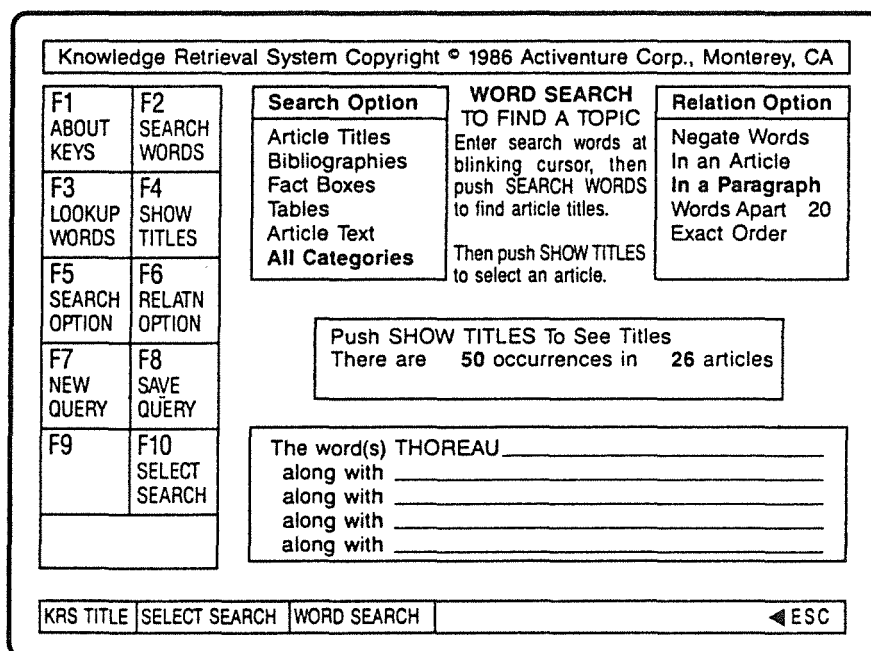 Knowledge Retrieval System Copyright © 1986 Activenture Corp., Monterey, CA
F1
ABOUT
KEYS
F2
SEARCH
WORDS
F3
LOOKUP
WORDS
F4
SHOW
TITLES
F5
SEARCH
OPTION
F6
RELATN
OPTION
F7
NEW
QUERY
F8
SAVE
QUERY
F9
F10
SELECT
SEARCH
Search Option
Article Titles
Bibliographies
Fact Boxes
Tables
Article Text
All Categories
WORD SEARCH
TO FIND A TOPIC
Enter search words at
blinking cursor, then
push SEARCH WORDS
to find article titles.
Then push SHOW TITLES
to select an article.
Relation Option
Negate Words
In an Article
In a Paragraph
Words Apart 20
Exact Order
Push SHOW TITLES To See Titles
There are 50 occurrences in 26 articles
The word(s) THOREAU
along with
along with
along with
along with
KRS TITLE SELECT SEARCH WORD SEARCH ◀ESC